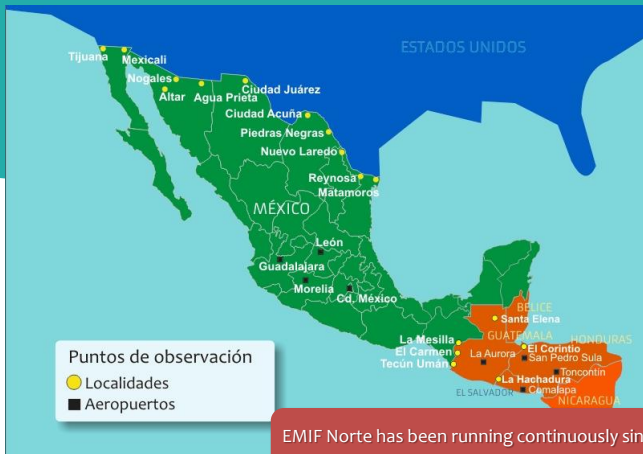 ESTADOS UNIDOS
Tijuana
Mexicali
Nogales
Altar
Agua Prieta
Ciudad Juárez
Ciudad Acuña
Piedras Negras
Nuevo Laredo
Reynosa
Matamoros
MÉXICO
León
Guadalajara
Morelia
Cd. México
BELICE
Santa Elena
GUATEMALA
HONDURAS
La Mesilla
El Carmen
Tecún Umán
El Corintio
La Aurora
San Pedro Sula
Toncontín
La Hachadura
EL SALVADOR
Comalapa
NICARAGUA
Puntos de observación
Localidades
Aeropuertos
EMIF Norte has been running continuously sin